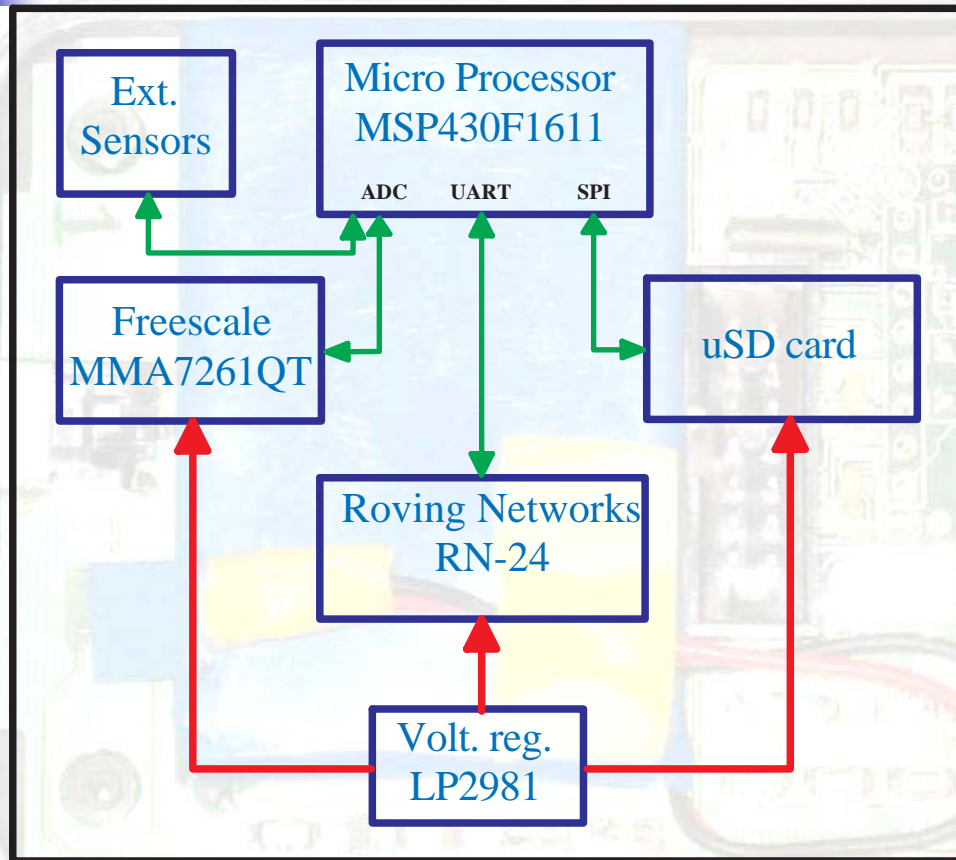 Ext.
Sensors
Micro Processor
MSP430F1611
ADC UART SPI
Freescale
MMA7261QT
uSD card
Roving Networks
RN-24
Volt. reg.
LP2981